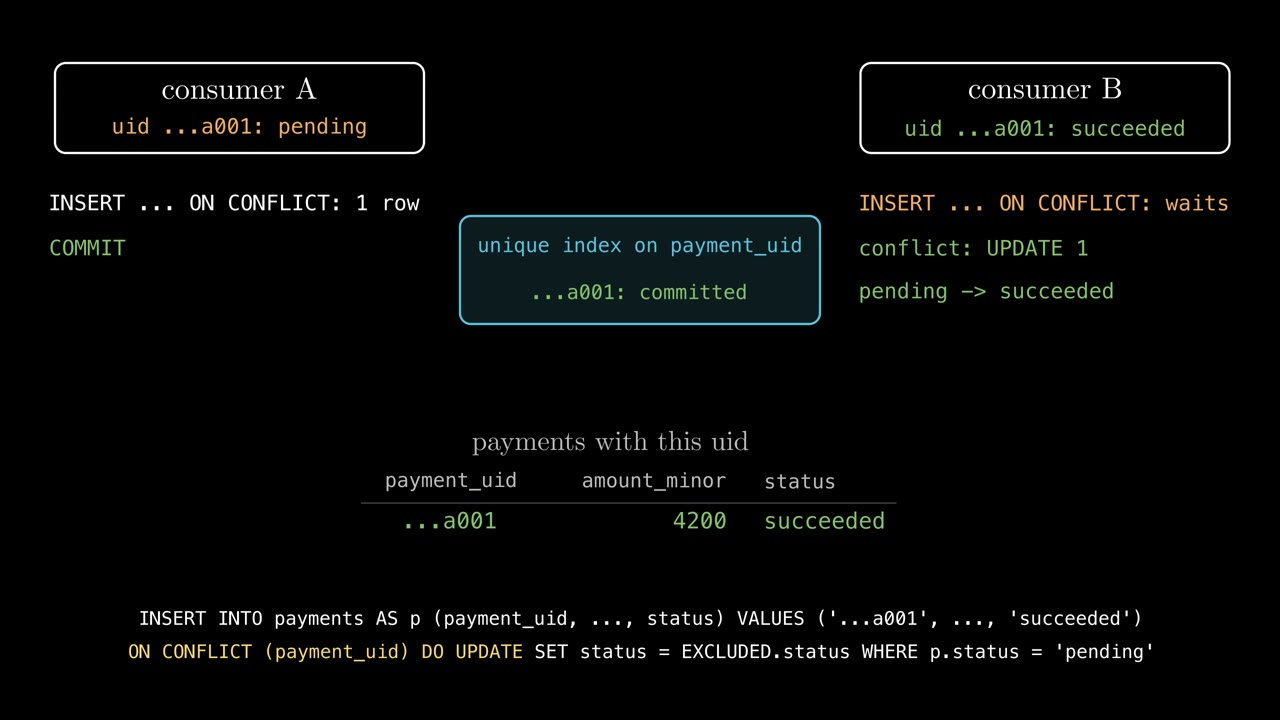 consumer A
uid ...a001: pending
INSERT ... ON CONFLICT: 1 row
COMMIT
unique index on payment_uid
...a001: committed
consumer B
uid ...a001: succeeded
INSERT ... ON CONFLICT: waits
conflict: UPDATE 1
pending -> succeeded
payments with this uid
payment_uid amount_minor status
...a001 4200 succeeded
INSERT INTO payments AS p (payment_uid, ..., status) VALUES ('...a001', ..., 'succeeded')
ON CONFLICT (payment_uid) DO UPDATE SET status = EXCLUDED.status WHERE p.status = 'pending'